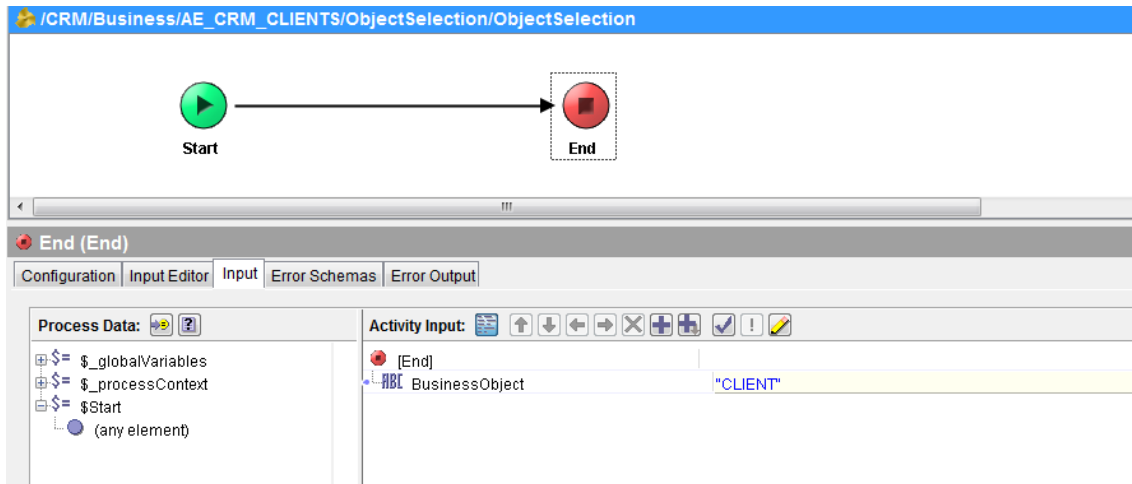 /CRM/Business/AE_CRM_CLIENTS/ObjectSelection/ObjectSelection
Start
End
End (End)
Configuration Input Editor Input Error Schemas Error Output
Process Data:
$= $_globalVariables
$= $_processContext
$= $Start
(any element)
Activity Input:
[End]
ABC BusinessObject "CLIENT"